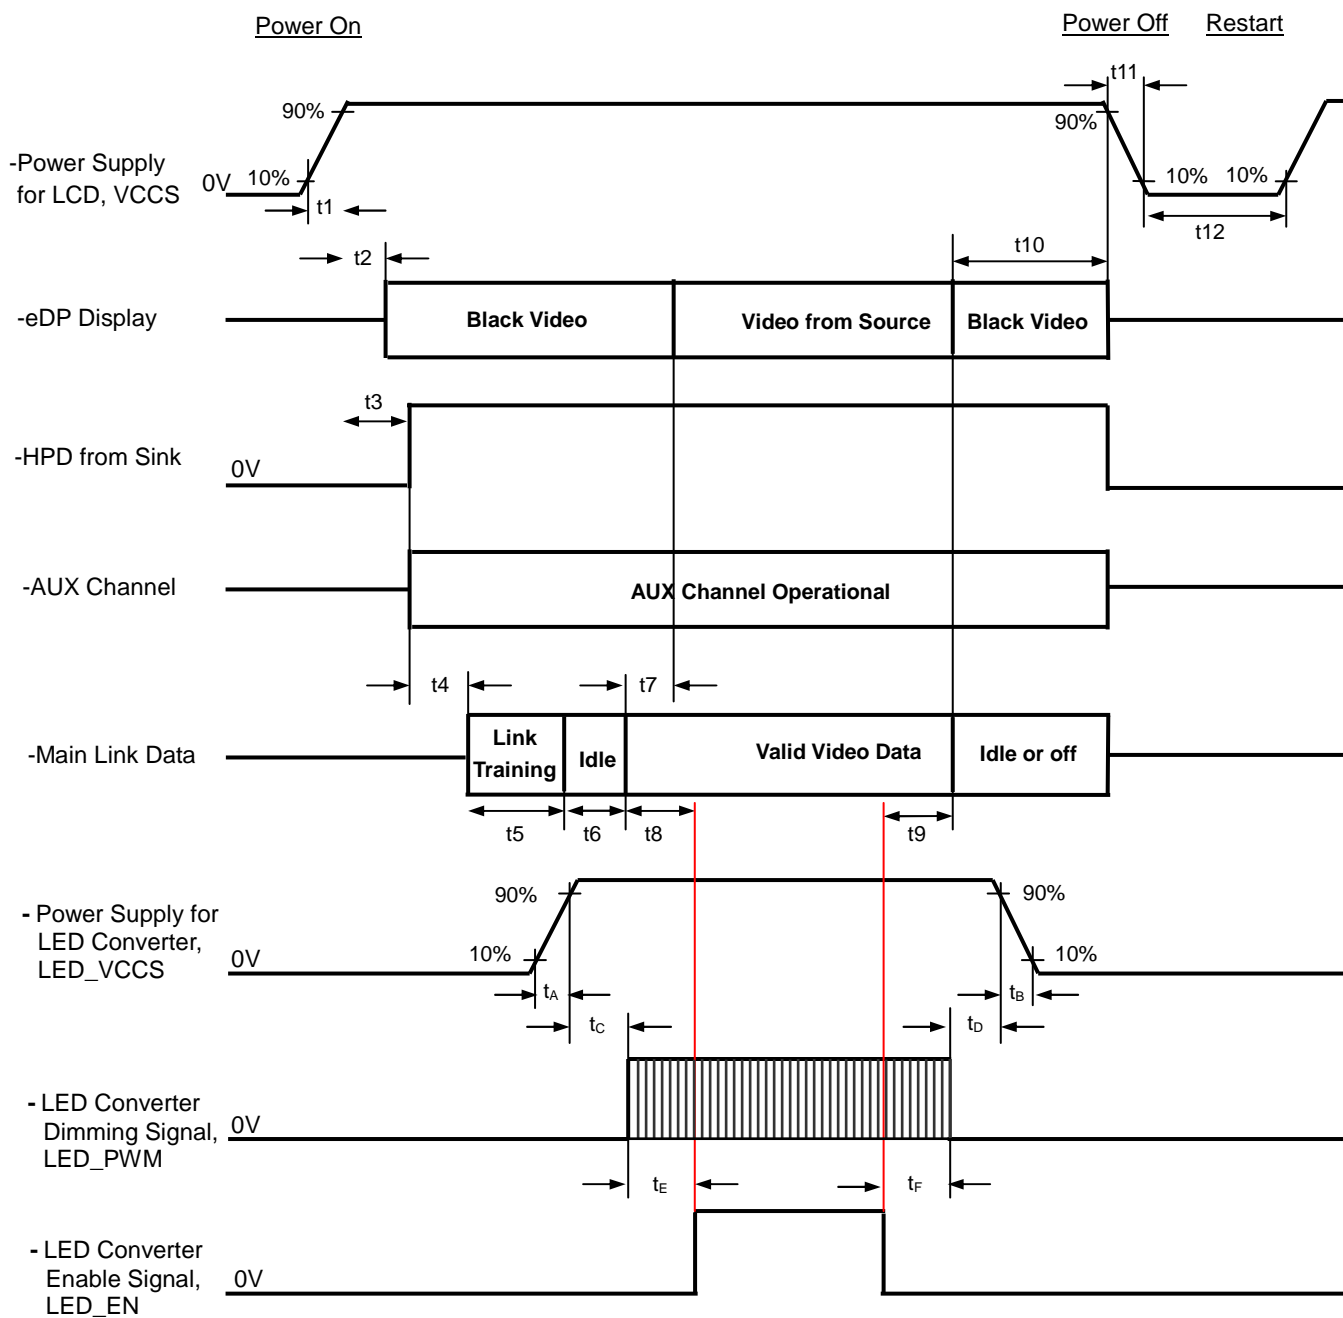 Power On
Power Off
Restart
t11
90%
90%
-Power Supply
for LCD, VCCS
0V
10%
10%
10%
t1
t12
t2
t10
-eDP Display
Black Video
Video from Source
Black Video
t3
-HPD from Sink
0V
-AUX Channel
AUX Channel Operational
t4
t7
-Main Link Data
Link
Training
Idle
Valid Video Data
Idle or off
t5
t6
t8
t9
90%
90%
- Power Supply for
LED Converter,
LED_VCCS
0V
10%
10%
tA
tB
tC
tD
- LED Converter
Dimming Signal,
LED_PWM
0V
tE
tF
- LED Converter
Enable Signal,
LED_EN
0V